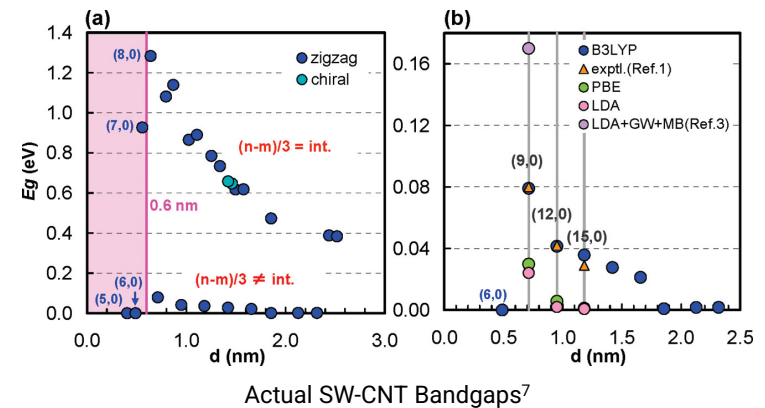 (a)
1.4
1.2
1.0
0.8
0.6
0.4
0.2
0.0
Eg (eV)
(8,0)
(7,0)
zigzag
chiral
(n-m)/3 = int.
0.6 nm
(n-m)/3 ≠ int.
(6,0)
(5,0)
0.0 1.0 2.0 3.0
d (nm)
(b)
0.16
0.12
0.08
0.04
0.00
B3LYP
exptl.(Ref.1)
PBE
LDA
LDA+GW+MB(Ref.3)
(9,0)
(12,0)
(15,0)
(6,0)
0.0 0.5 1.0 1.5 2.0 2.5
d (nm)
Actual SW-CNT Bandgaps⁷